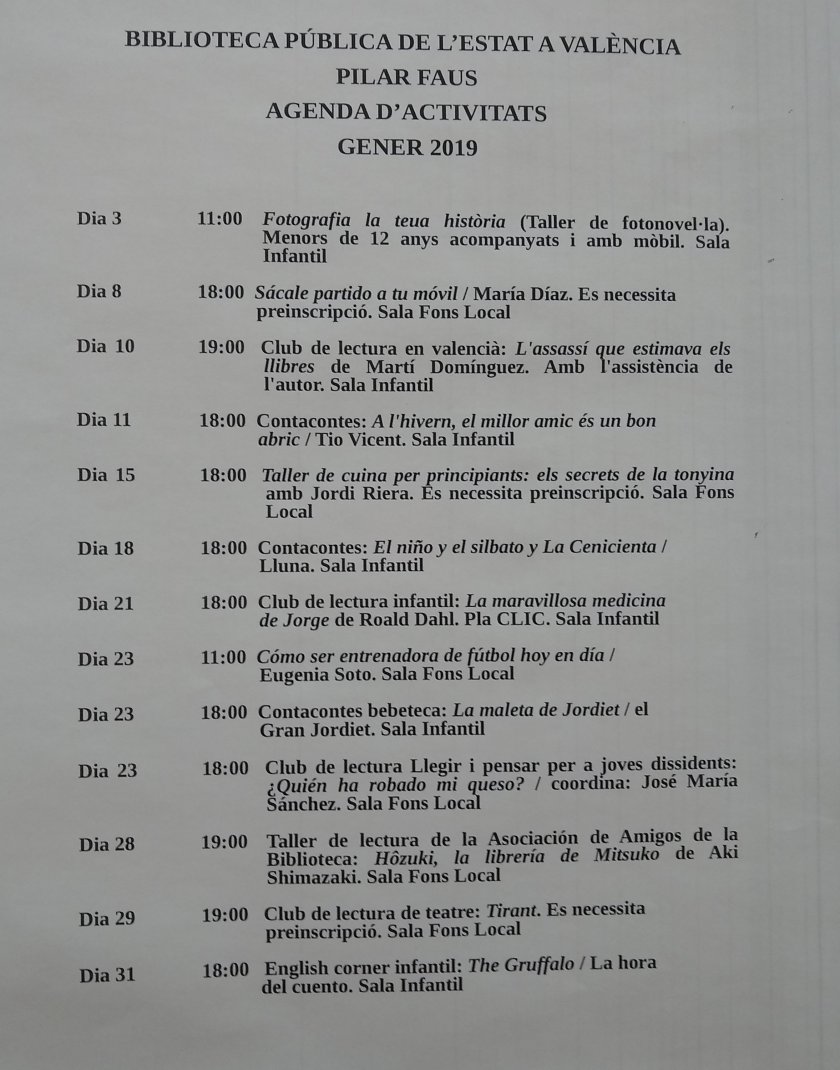 BIBLIOTECA PÚBLICA DE L'ESTAT A VALÈNCIA
PILAR FAUS
AGENDA D'ACTIVITATS
GENER 2019
Dia 3 11:00 Fotografia la teua història (Taller de fotonovel·la).
Menors de 12 anys acompanyats i amb mòbil. Sala
Infantil
Dia 8 18:00 Sácale partido a tu móvil / María Díaz. Es necessita
preinscripció. Sala Fons Local
Dia 10 19:00 Club de lectura en valencià: L'assassí que estimava els
llibres de Martí Domínguez. Amb l'assistència de
l'autor. Sala Infantil
Dia 11 18:00 Contacontes: A l'hivern, el millor amic és un bon
abric / Tio Vicent. Sala Infantil
Dia 15 18:00 Taller de cuina per principiants: els secrets de la tonyina
amb Jordi Riera. Es necessita preinscripció. Sala Fons
Local
Dia 18 18:00 Contacontes: El niño y el silbato y La Cenicienta /
Lluna. Sala Infantil
Dia 21 18:00 Club de lectura infantil: La maravillosa medicina
de Jorge de Roald Dahl. Pla CLIC. Sala Infantil
Dia 23 11:00 Cómo ser entrenadora de fútbol hoy en día /
Eugenia Soto. Sala Fons Local
Dia 23 18:00 Contacontes bebeteca: La maleta de Jordiet / el
Gran Jordiet. Sala Infantil
Dia 23 18:00 Club de lectura Llegir i pensar per a joves dissidents:
¿Quién ha robado mi queso? / coordina: José María
Sánchez. Sala Fons Local
Dia 28 19:00 Taller de lectura de la Asociación de Amigos de la
Biblioteca: Hôzuki, la librería de Mitsuko de Aki
Shimazaki. Sala Fons Local
Dia 29 19:00 Club de lectura de teatre: Tirant. Es necessita
preinscripció. Sala Fons Local
Dia 31 18:00 English corner infantil: The Gruffalo / La hora
del cuento. Sala Infantil